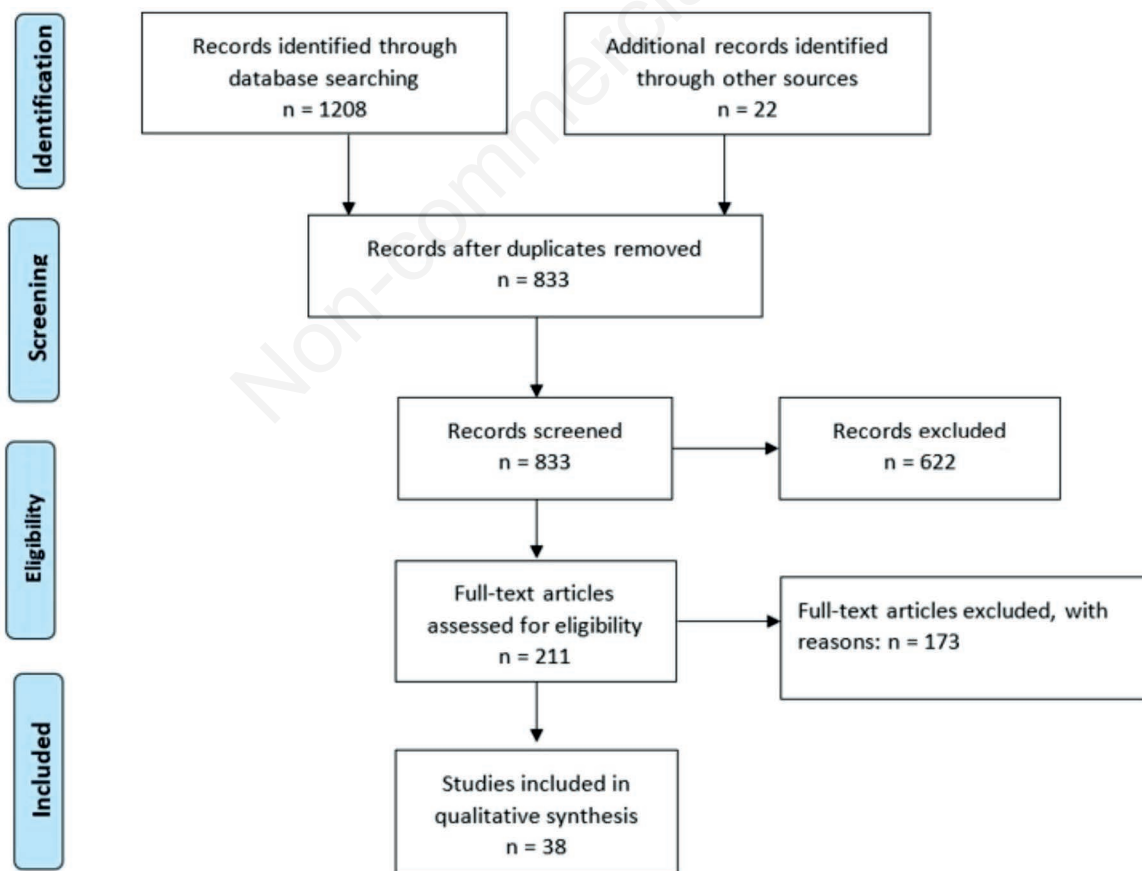 Identification
Records identified through
database searching
n = 1208
Additional records identified
through other sources
n = 22
Screening
Records after duplicates removed
n = 833
Records screened
n = 833
Records excluded
n = 622
Eligibility
Full-text articles
assessed for eligibility
n = 211
Full-text articles excluded, with
reasons: n = 173
Included
Studies included in
qualitative synthesis
n = 38